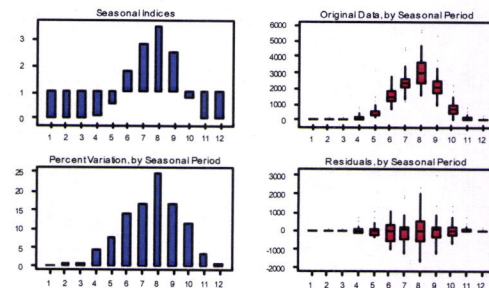 Seasonal Indices
3
2
1
0
1 2 3 4 5 6 7 8 9 10 11 12
Original Data, by Seasonal Period
6000
5000
4000
3000
2000
1000
0
1 2 3 4 5 6 7 8 9 10 11 12
Percent Variation, by Seasonal Period
25
20
15
10
5
0
1 2 3 4 5 6 7 8 9 10 11 12
Residuals, by Seasonal Period
3000
2000
1000
0
-1000
-2000
1 2 3 4 5 6 7 8 9 10 11 12